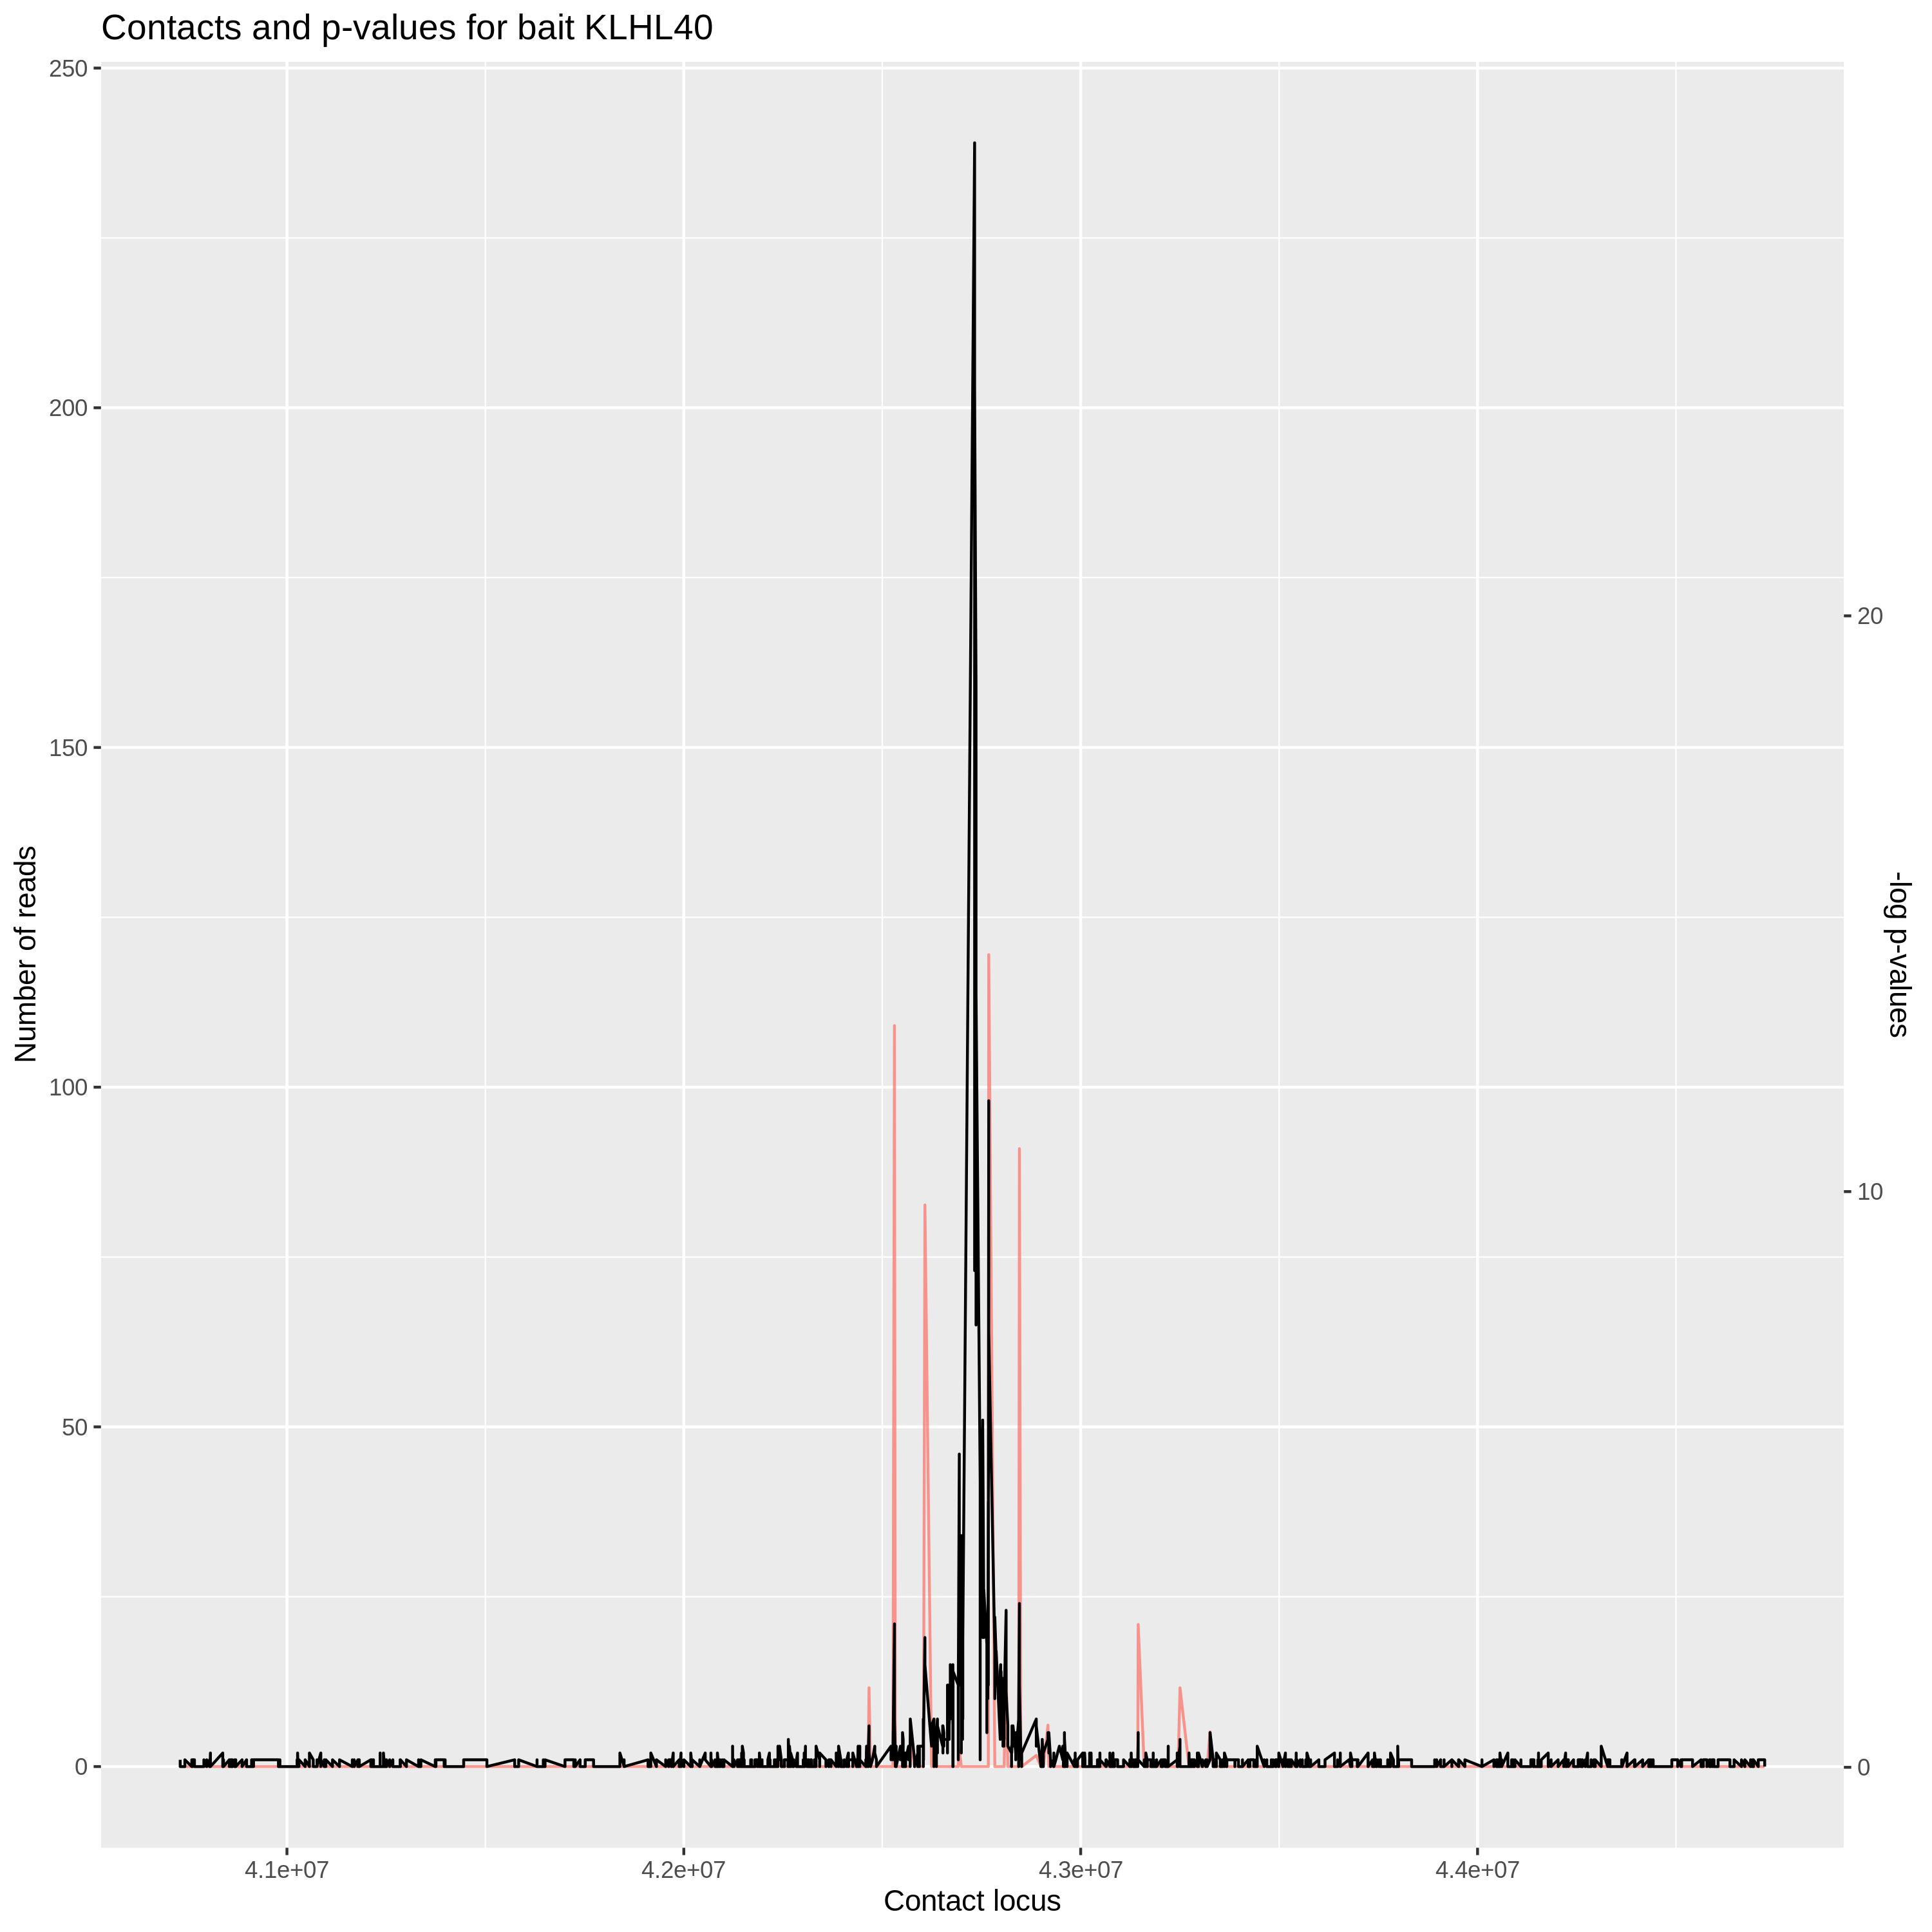 Contacts and p-values for bait KLHL40
250
200
150
100
50
0
Number of reads
20
10
0
-log p-values
4.1e+07 4.2e+07 4.3e+07 4.4e+07
Contact locus